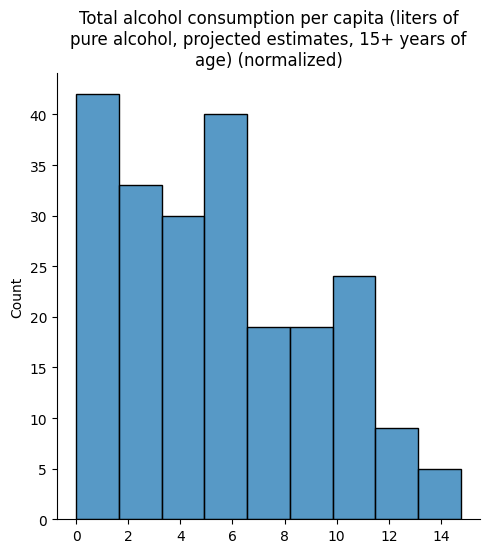 Total alcohol consumption per capita (liters of
pure alcohol, projected estimates, 15+ years of
age) (normalized)
40
35
30
25
20
15
10
5
0
Count
0 2 4 6 8 10 12 14